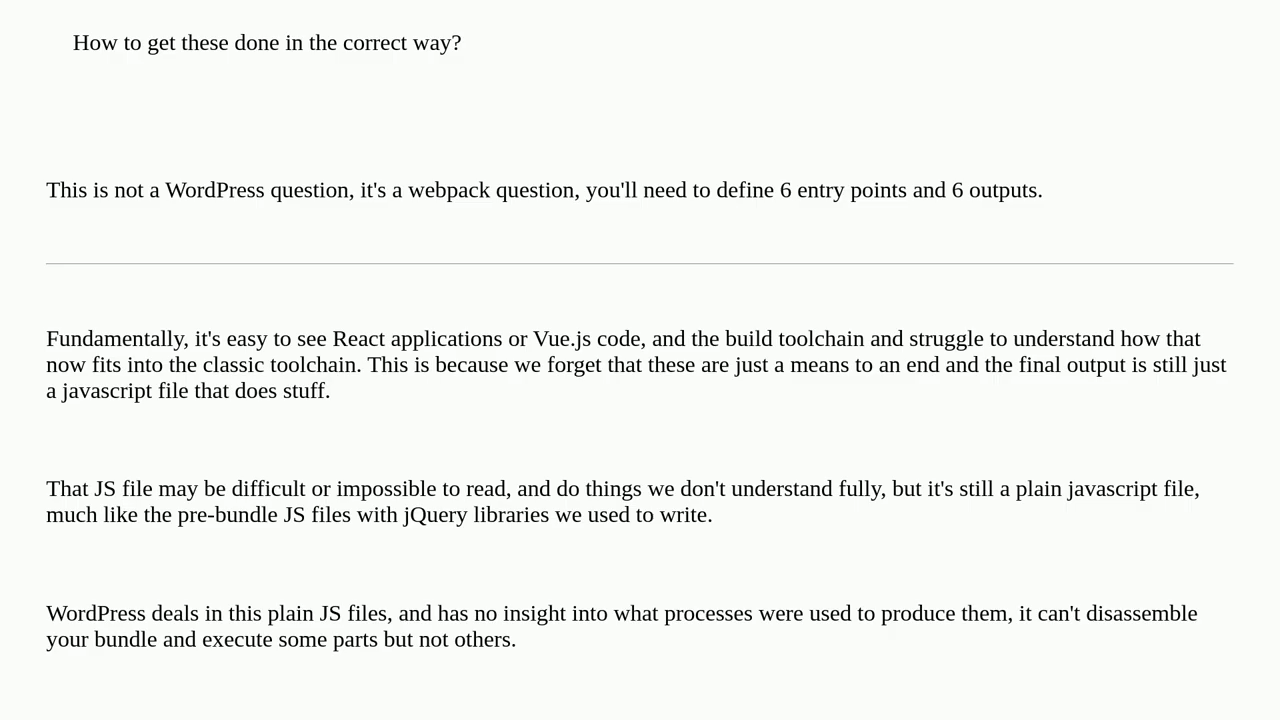 How to get these done in the correct way?
This is not a WordPress question, it's a webpack question, you'll need to define 6 entry points and 6 outputs.
Fundamentally, it's easy to see React applications or Vue.js code, and the build toolchain and struggle to understand how that
now fits into the classic toolchain. This is because we forget that these are just a means to an end and the final output is still just
a javascript file that does stuff.
That JS file may be difficult or impossible to read, and do things we don't understand fully, but it's still a plain javascript file,
much like the pre-bundle JS files with jQuery libraries we used to write.
WordPress deals in this plain JS files, and has no insight into what processes were used to produce them, it can't disassemble
your bundle and execute some parts but not others.